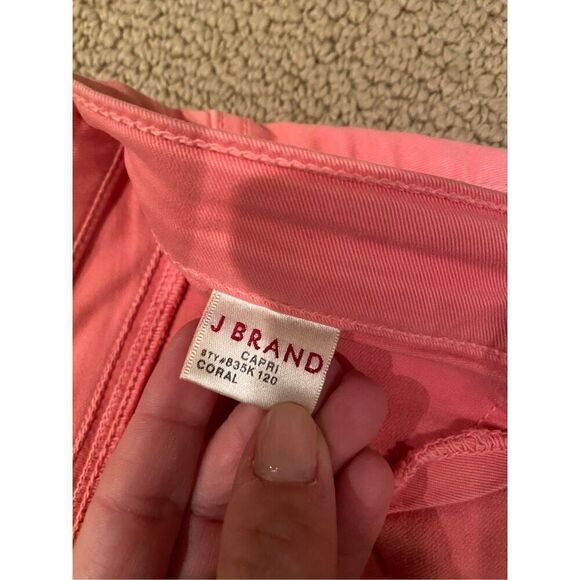 J BRAND
CAPRI
STY#835K120
CORAL